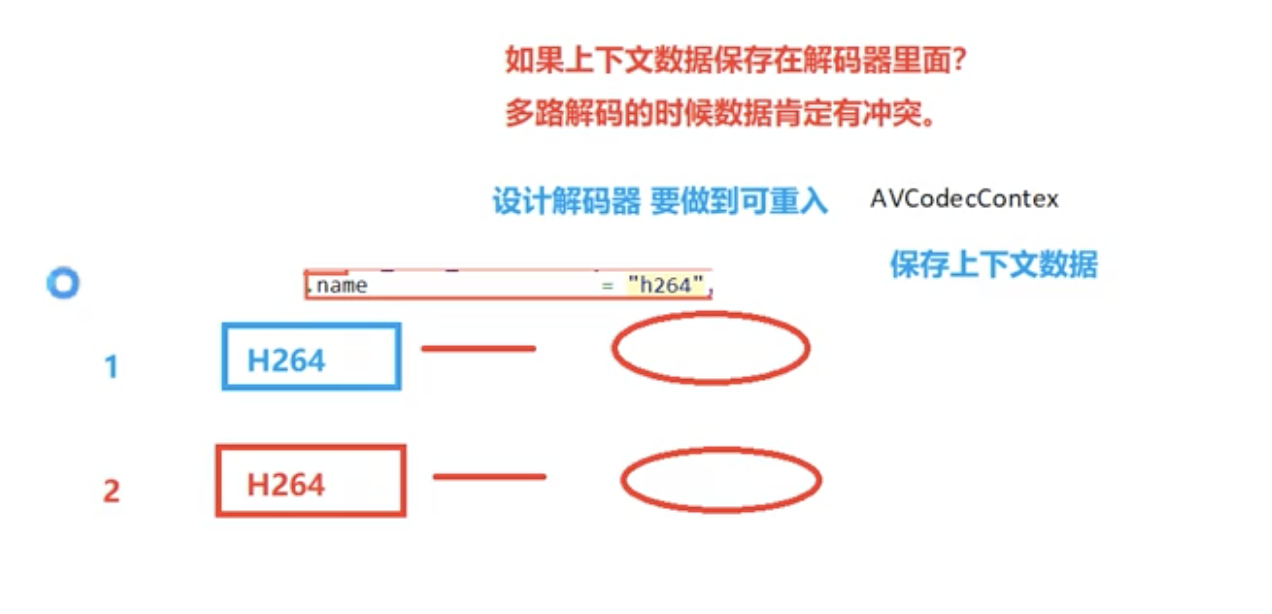 如果上下文数据保存在解码器里面?
多路解码的时候数据肯定有冲突。
设计解码器 要做到可重入 AVCodecContex
保存上下文数据
.name = "h264",
1 H264
2 H264